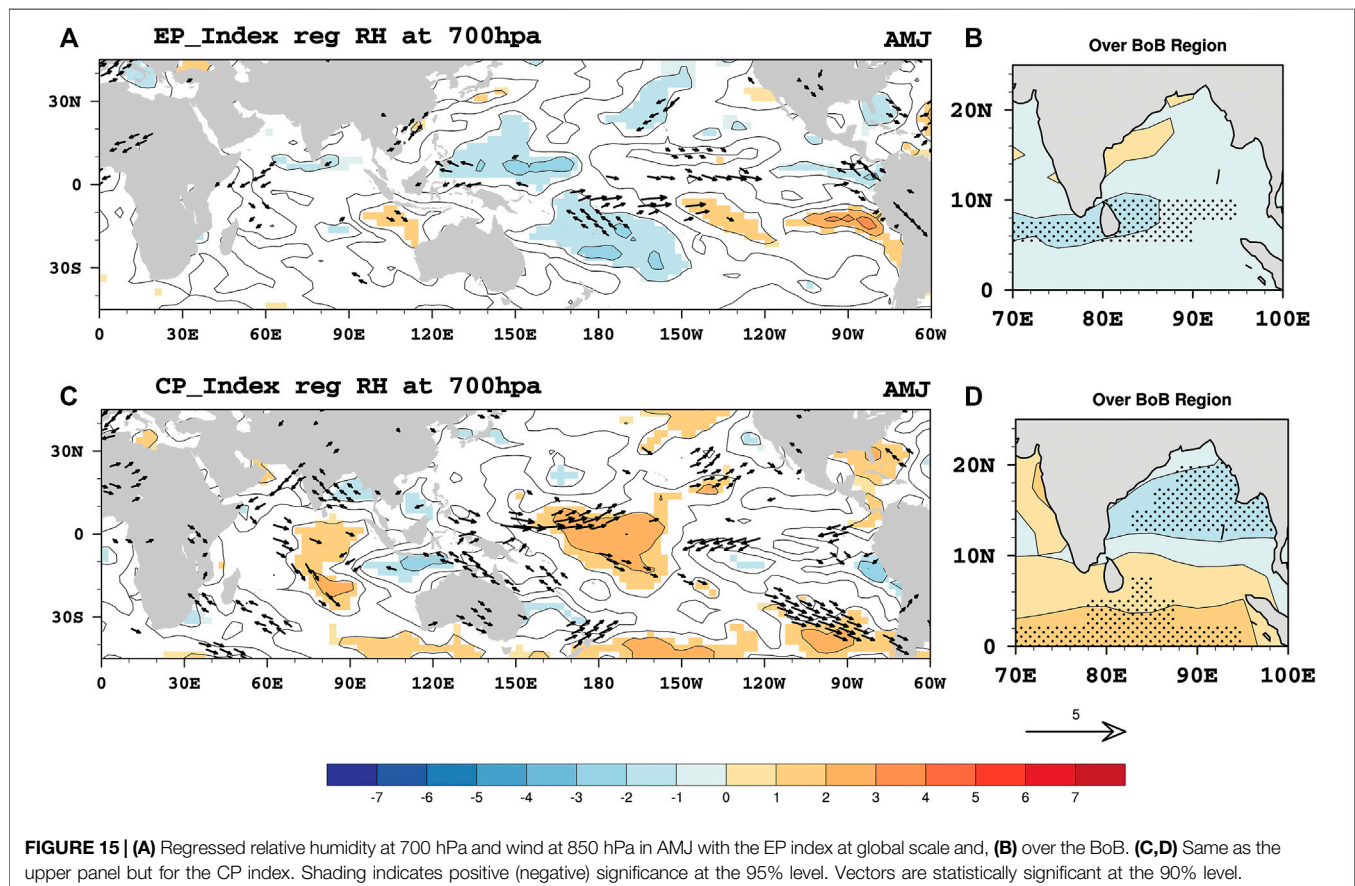 A EP_Index reg RH at 700hpa AMJ
B Over BoB Region
30N
0
30S
0 30E 60E 90E 120E 150E 180 150W 120W 90W 60W
20N
10N
0
70E 80E 90E 100E
C CP_Index reg RH at 700hpa AMJ
D Over BoB Region
30N
0
30S
0 30E 60E 90E 120E 150E 180 150W 120W 90W 60W
20N
10N
0
70E 80E 90E 100E
5
-7 -6 -5 -4 -3 -2 -1 0 1 2 3 4 5 6 7
FIGURE 15 | (A) Regressed relative humidity at 700 hPa and wind at 850 hPa in AMJ with the EP index at global scale and, (B) over the BoB. (C,D) Same as the
upper panel but for the CP index. Shading indicates positive (negative) significance at the 95% level. Vectors are statistically significant at the 90% level.